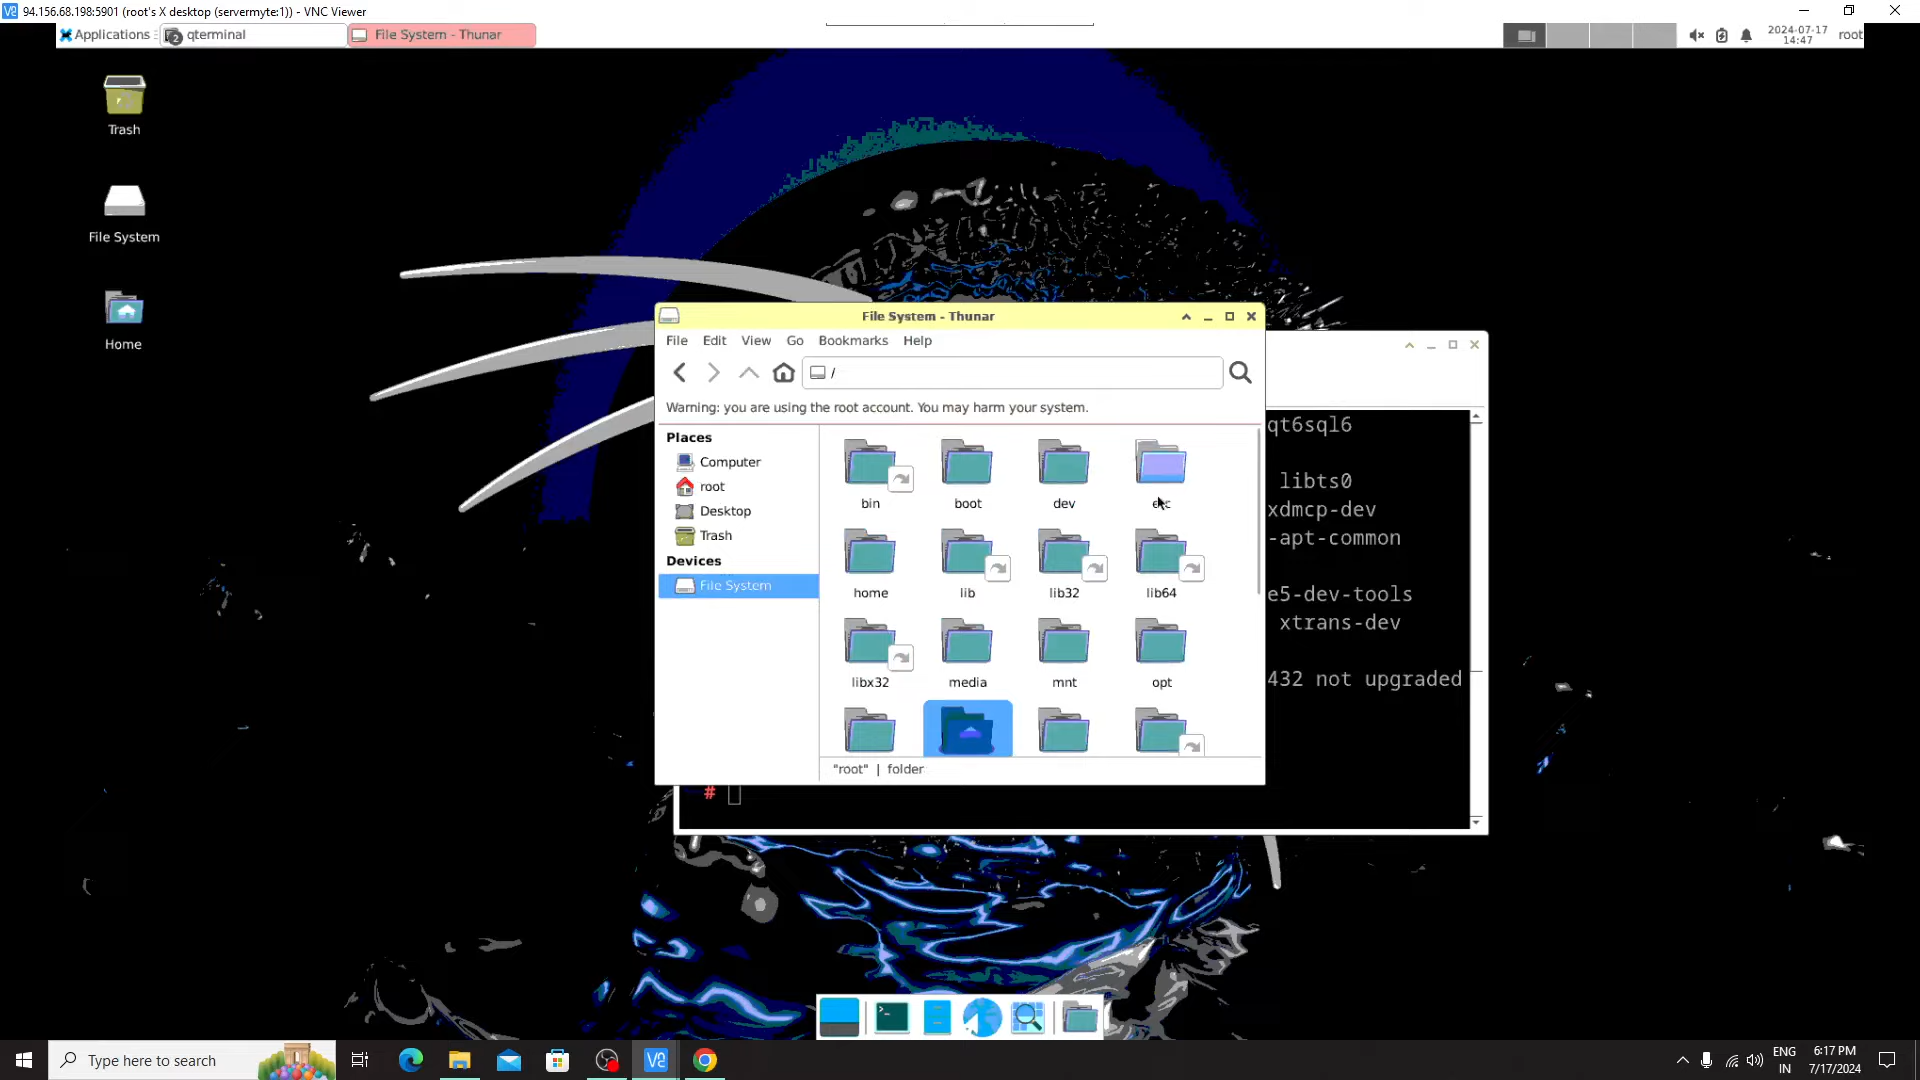 94.156.68.198:5901 (root's X desktop (servermyte:1)) - VNC Viewer
Applications
2
qterminal
File System - Thunar
2024-07-17
14:47
root
Trash
File System
Home
File System - Thunar
File Edit View Go Bookmarks Help
/
Warning: you are using the root account. You may harm your system.
Places
Computer
root
Desktop
Trash
Devices
File System
bin boot dev
home lib lib32 lib64
libx32 media mnt opt
"root" | folder
qt6sql6
libts0
xdmcp-dev
-apt-common
e5-dev-tools
xtrans-dev
432 not upgraded
#
Type here to search
ENG
IN
6:17 PM
7/17/2024